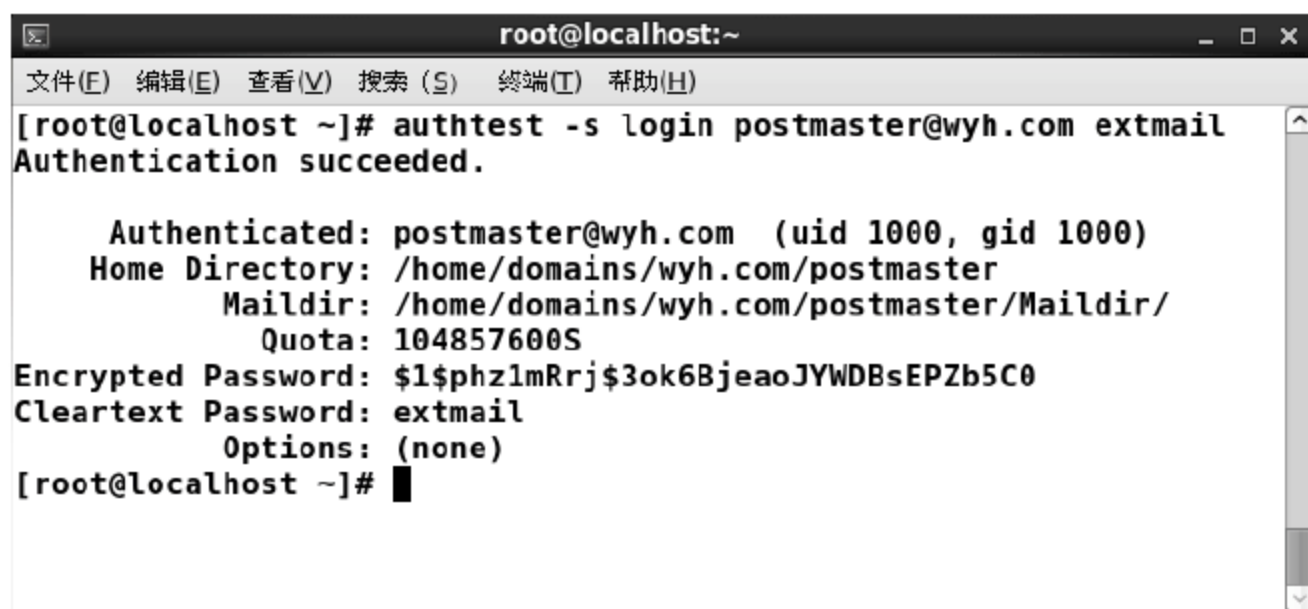 root@localhost:~
文件(F) 编辑(E) 查看(V) 搜索 (S) 终端(T) 帮助(H)
[root@localhost ~]# authtest -s login postmaster@wyh.com extmail
Authentication succeeded.
Authenticated: postmaster@wyh.com  (uid 1000, gid 1000)
Home Directory: /home/domains/wyh.com/postmaster
Maildir: /home/domains/wyh.com/postmaster/Maildir/
Quota: 104857600S
Encrypted Password: $1$phz1mRrj$3ok6BjeaoJYWDBsEPZb5C0
Cleartext Password: extmail
Options: (none)
[root@localhost ~]#